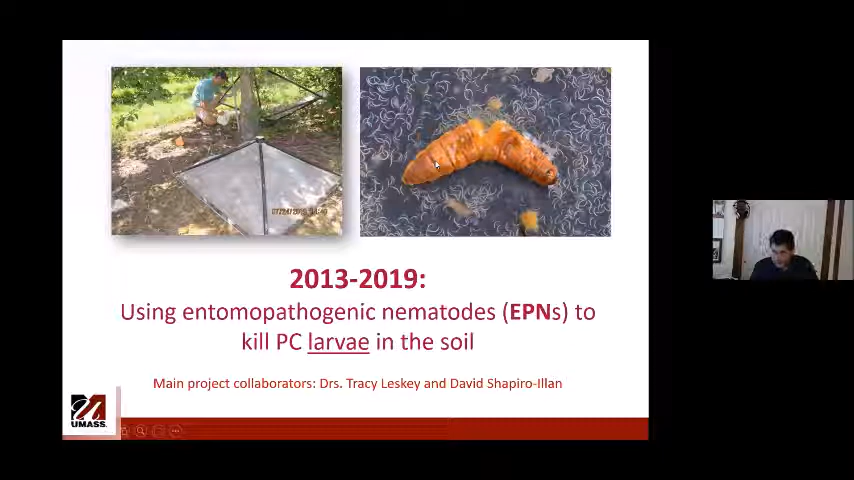 2013-2019:
Using entomopathogenic nematodes (EPNs) to
kill PC larvae in the soil
Main project collaborators: Drs. Tracy Leskey and David Shapiro-Illan
UMASS